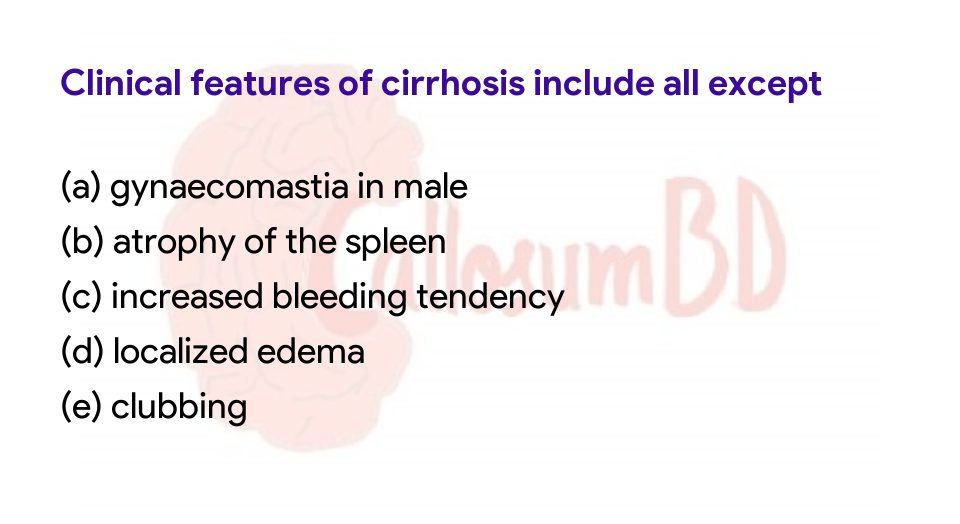 Clinical features of cirrhosis include all except
(a) gynaecomastia in male
(b) atrophy of the spleen
(c) increased bleeding tendency
(d) localized edema
(e) clubbing
CallosumBD